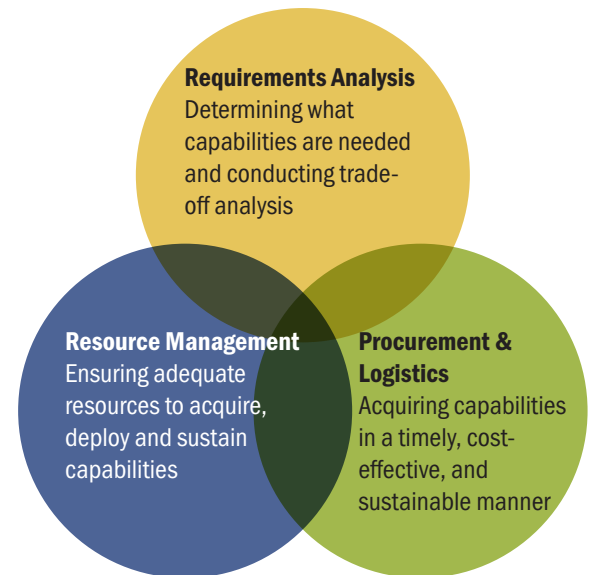 Requirements Analysis
Determining what
capabilities are needed
and conducting trade-
off analysis
Resource Management
Ensuring adequate
resources to acquire,
deploy and sustain
capabilities
Procurement &
Logistics
Acquiring capabilities
in a timely, cost-
effective, and
sustainable manner